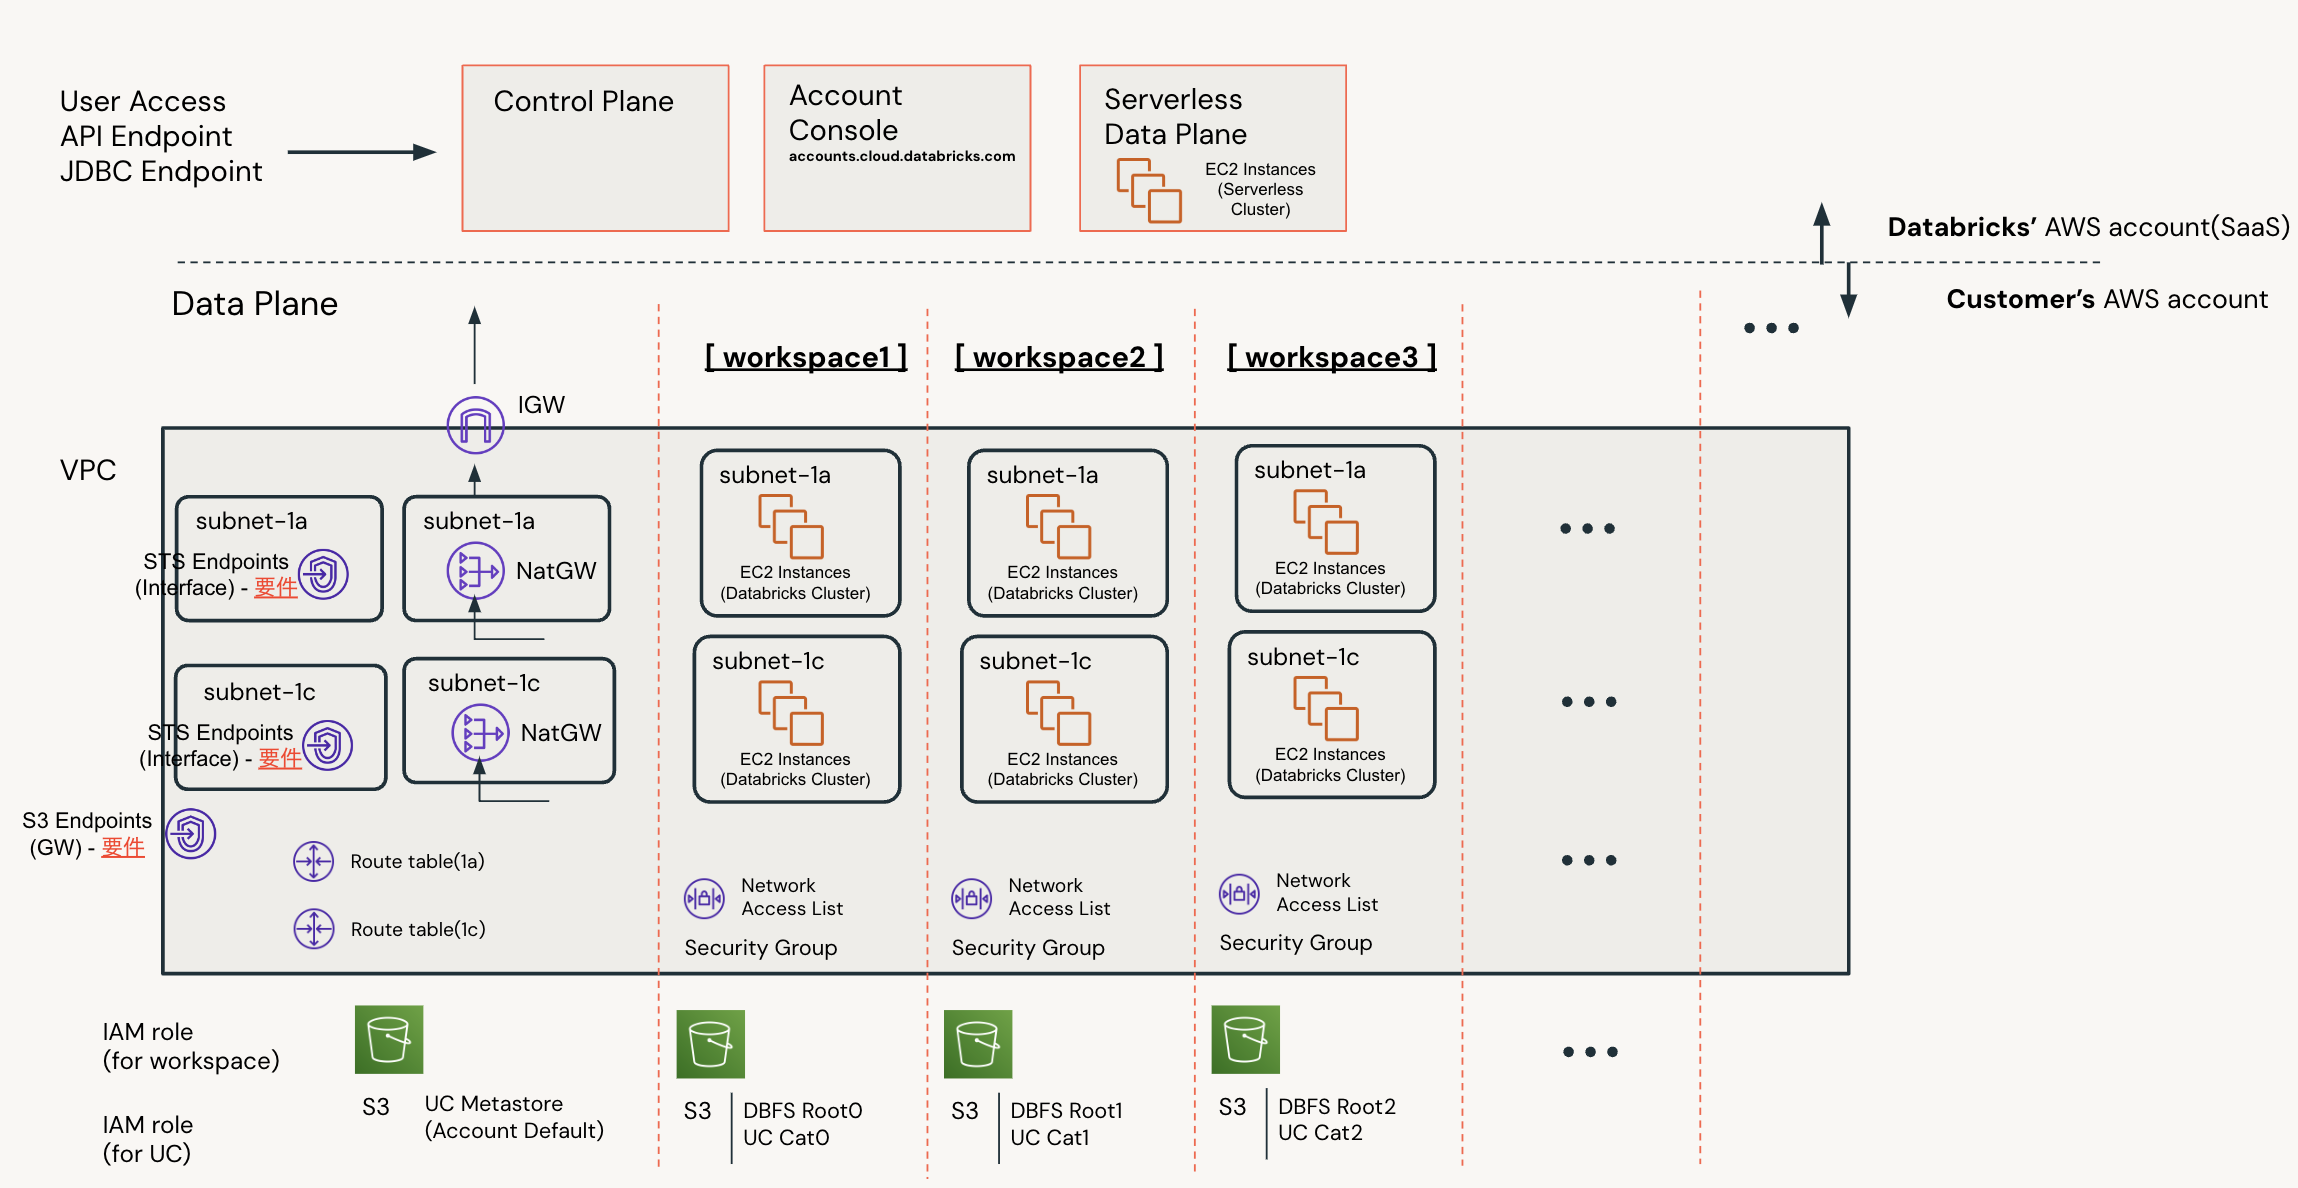 User Access
API Endpoint
JDBC Endpoint
Control Plane
Account
Console
accounts.cloud.databricks.com
Serverless
Data Plane
EC2 Instances
(Serverless
Cluster)
Databricks’ AWS account(SaaS)
Customer’s AWS account
Data Plane
[ workspace1 ]
[ workspace2 ]
[ workspace3 ]
IGW
VPC
subnet-1a
STS Endpoints
(Interface) - 要件
subnet-1a
NatGW
subnet-1a
EC2 Instances
(Databricks Cluster)
subnet-1a
EC2 Instances
(Databricks Cluster)
subnet-1a
EC2 Instances
(Databricks Cluster)
subnet-1c
STS Endpoints
(Interface) - 要件
subnet-1c
NatGW
subnet-1c
EC2 Instances
(Databricks Cluster)
subnet-1c
EC2 Instances
(Databricks Cluster)
subnet-1c
EC2 Instances
(Databricks Cluster)
S3 Endpoints
(GW) - 要件
Route table(1a)
Route table(1c)
Network
Access List
Security Group
Network
Access List
Security Group
Network
Access List
Security Group
IAM role
(for workspace)
IAM role
(for UC)
S3
UC Metastore
(Account Default)
S3
DBFS Root0
UC Cat0
S3
DBFS Root1
UC Cat1
S3
DBFS Root2
UC Cat2